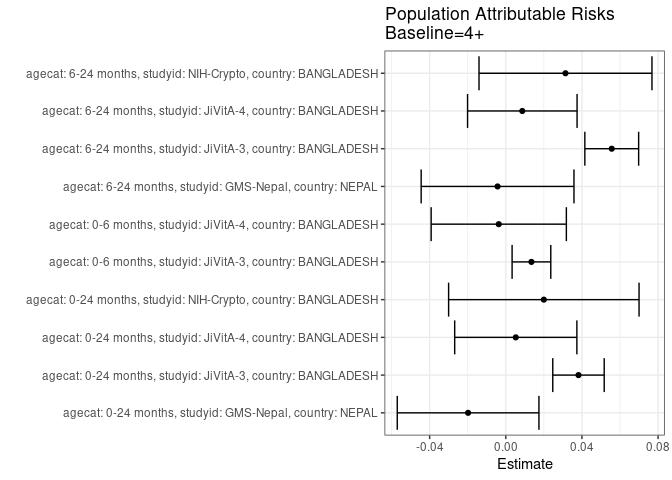 Population Attributable Risks
Baseline=4+
agecat: 6-24 months, studyid: NIH-Crypto, country: BANGLADESH
agecat: 6-24 months, studyid: JiVitA-4, country: BANGLADESH
agecat: 6-24 months, studyid: JiVitA-3, country: BANGLADESH
agecat: 6-24 months, studyid: GMS-Nepal, country: NEPAL
agecat: 0-6 months, studyid: JiVitA-4, country: BANGLADESH
agecat: 0-6 months, studyid: JiVitA-3, country: BANGLADESH
agecat: 0-24 months, studyid: NIH-Crypto, country: BANGLADESH
agecat: 0-24 months, studyid: JiVitA-4, country: BANGLADESH
agecat: 0-24 months, studyid: JiVitA-3, country: BANGLADESH
agecat: 0-24 months, studyid: GMS-Nepal, country: NEPAL
-0.04 0.00 0.04 0.08
Estimate